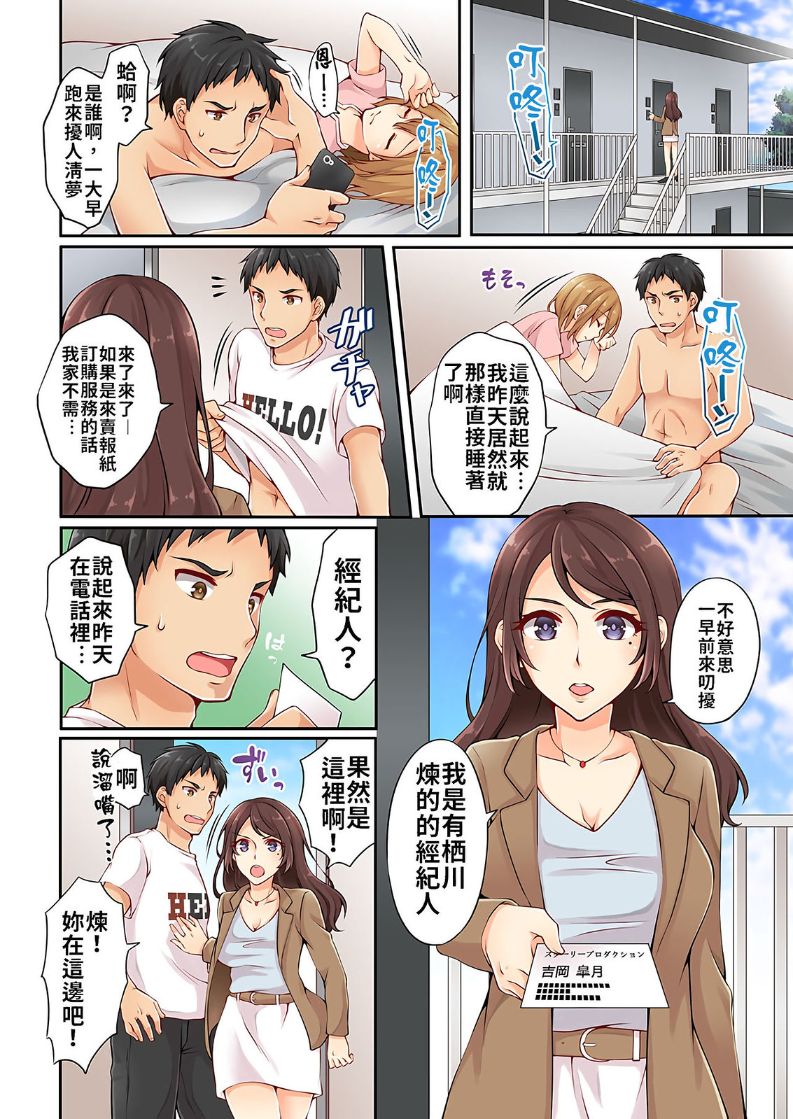 叮咚ーン
叮咚ーン
恩ー…
蛤啊？
是誰啊，一大早
跑來擾人清夢
叮咚ーン
もそっ
這麼說起來…
我昨天居然就
那樣直接睡著
了啊
ガチャ
HELLO!
來了來了—
如果是來賣報紙
訂購服務的話
我家不需…
不好意思
一早前來叨擾
我是有栖川
煉的的經紀人
ストーリープロダクション
吉岡 皐月
經紀人？
はっ
說起來昨天
在電話裡…
果然是
這裡啊！
ずいっ
啊
說溜嘴了…
HEL
煉！
妳在這邊吧！